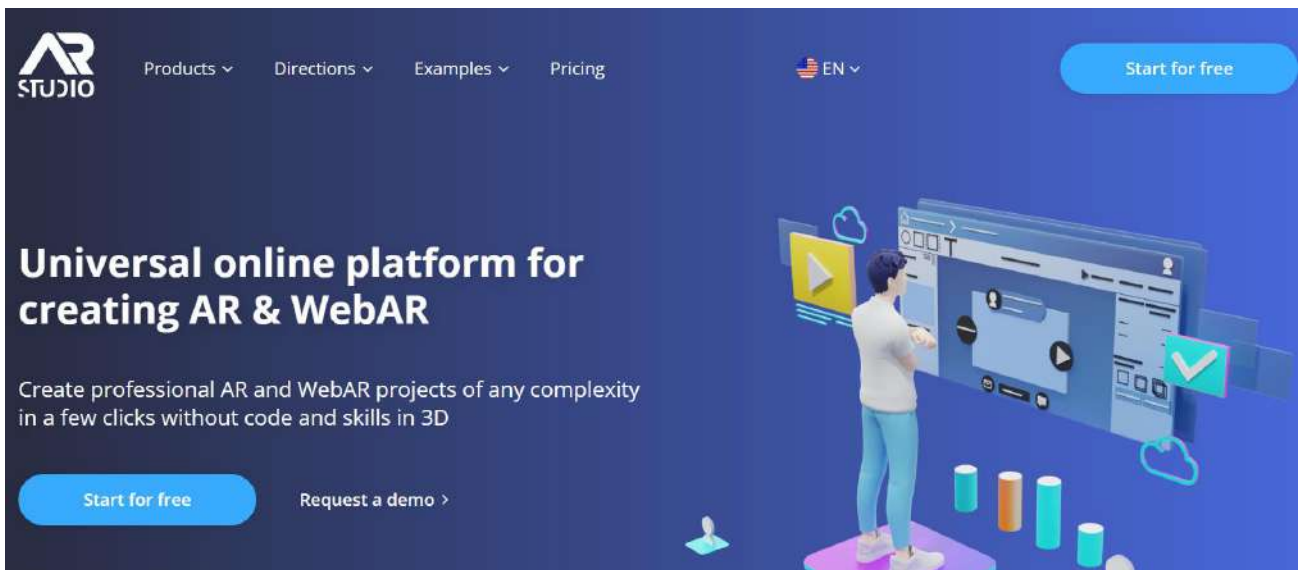 AR
STUDIO
Products
Directions
Examples
Pricing
EN
Start for free
Universal online platform for
creating AR & WebAR
Create professional AR and WebAR projects of any complexity
in a few clicks without code and skills in 3D
Start for free
Request a demo >
T